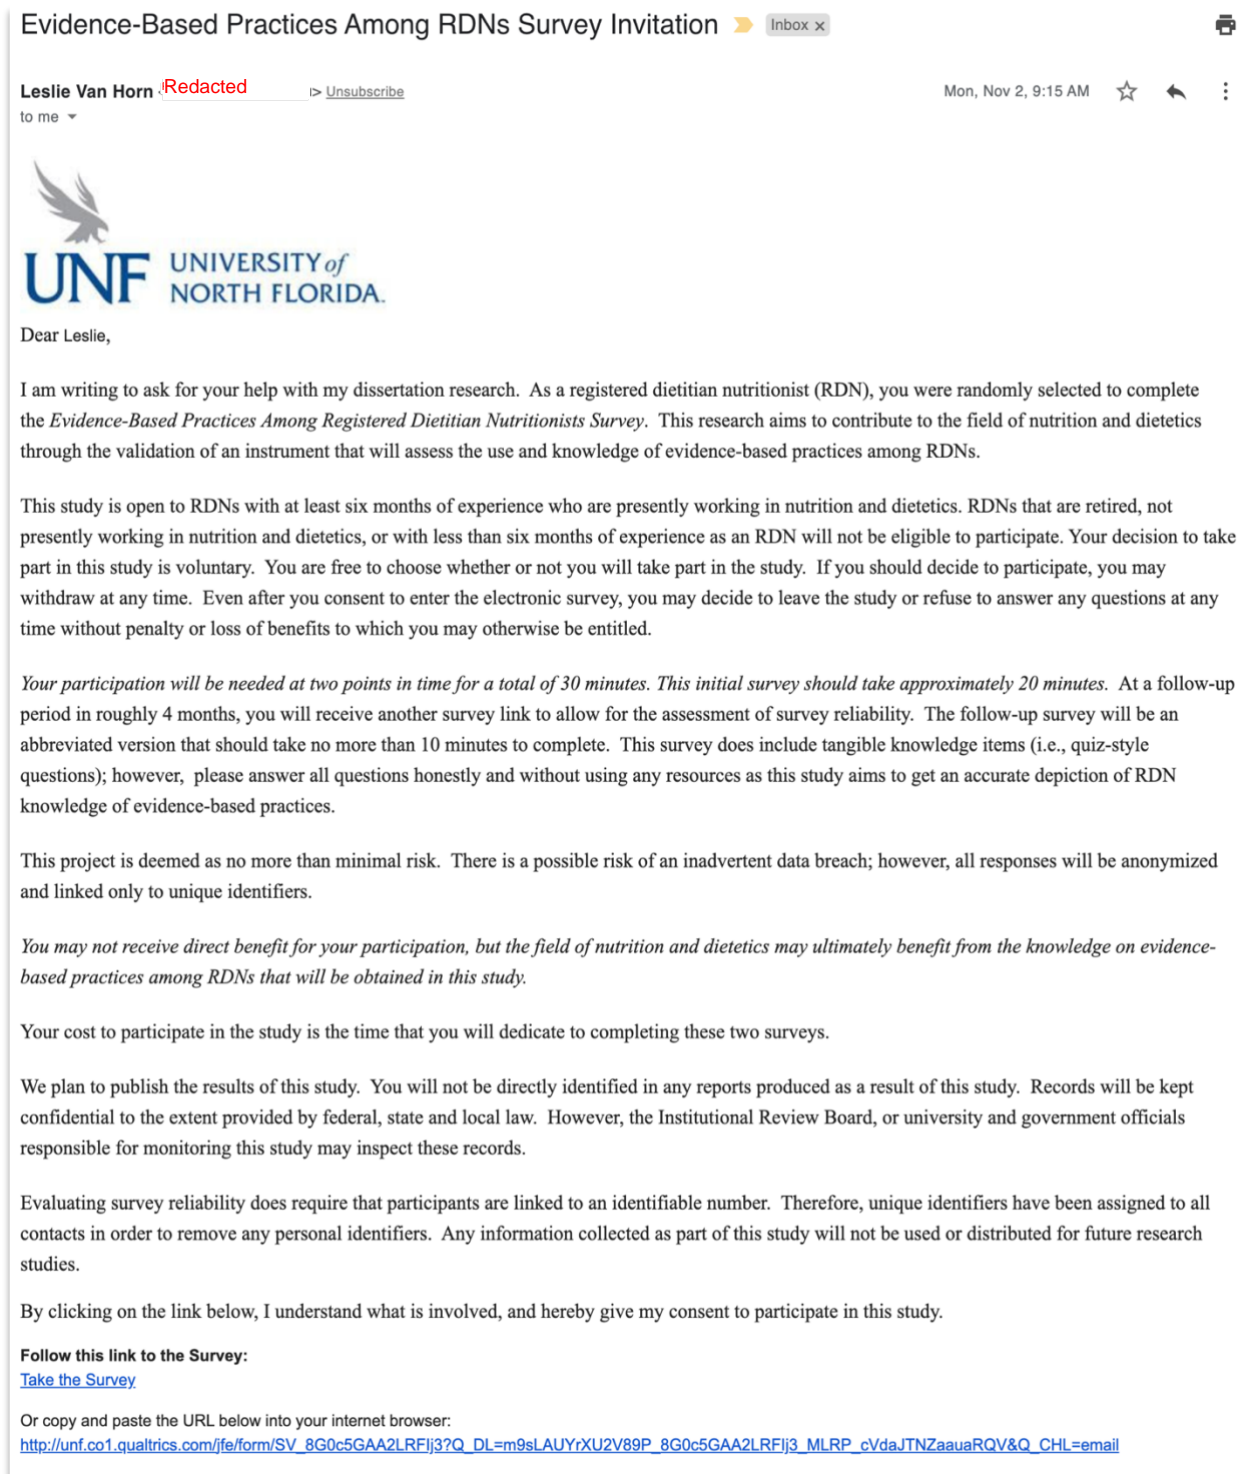 Evidence-Based Practices Among RDNs Survey Invitation Inbox x
Leslie Van Horn Redacted > Unsubscribe Mon, Nov 2, 9:15 AM
to me
UNF UNIVERSITY of
NORTH FLORIDA.
Dear Leslie,
I am writing to ask for your help with my dissertation research. As a registered dietitian nutritionist (RDN), you were randomly selected to complete
the Evidence-Based Practices Among Registered Dietitian Nutritionists Survey. This research aims to contribute to the field of nutrition and dietetics
through the validation of an instrument that will assess the use and knowledge of evidence-based practices among RDNs.
This study is open to RDNs with at least six months of experience who are presently working in nutrition and dietetics. RDNs that are retired, not
presently working in nutrition and dietetics, or with less than six months of experience as an RDN will not be eligible to participate. Your decision to take
part in this study is voluntary. You are free to choose whether or not you will take part in the study. If you should decide to participate, you may
withdraw at any time. Even after you consent to enter the electronic survey, you may decide to leave the study or refuse to answer any questions at any
time without penalty or loss of benefits to which you may otherwise be entitled.
Your participation will be needed at two points in time for a total of 30 minutes. This initial survey should take approximately 20 minutes. At a follow-up
period in roughly 4 months, you will receive another survey link to allow for the assessment of survey reliability. The follow-up survey will be an
abbreviated version that should take no more than 10 minutes to complete. This survey does include tangible knowledge items (i.e., quiz-style
questions); however, please answer all questions honestly and without using any resources as this study aims to get an accurate depiction of RDN
knowledge of evidence-based practices.
This project is deemed as no more than minimal risk. There is a possible risk of an inadvertent data breach; however, all responses will be anonymized
and linked only to unique identifiers.
You may not receive direct benefit for your participation, but the field of nutrition and dietetics may ultimately benefit from the knowledge on evidence-
based practices among RDNs that will be obtained in this study.
Your cost to participate in the study is the time that you will dedicate to completing these two surveys.
We plan to publish the results of this study. You will not be directly identified in any reports produced as a result of this study. Records will be kept
confidential to the extent provided by federal, state and local law. However, the Institutional Review Board, or university and government officials
responsible for monitoring this study may inspect these records.
Evaluating survey reliability does require that participants are linked to an identifiable number. Therefore, unique identifiers have been assigned to all
contacts in order to remove any personal identifiers. Any information collected as part of this study will not be used or distributed for future research
studies.
By clicking on the link below, I understand what is involved, and hereby give my consent to participate in this study.
Follow this link to the Survey:
Take the Survey
Or copy and paste the URL below into your internet browser:
http://unf.co1.qualtrics.com/jfe/form/SV_8G0c5GAA2LRFlj3?Q_DL=m9sLAUYrXU2V89P_8G0c5GAA2LRFlj3_MLRP_cVdaJTNZaauaRQV&Q_CHL=email